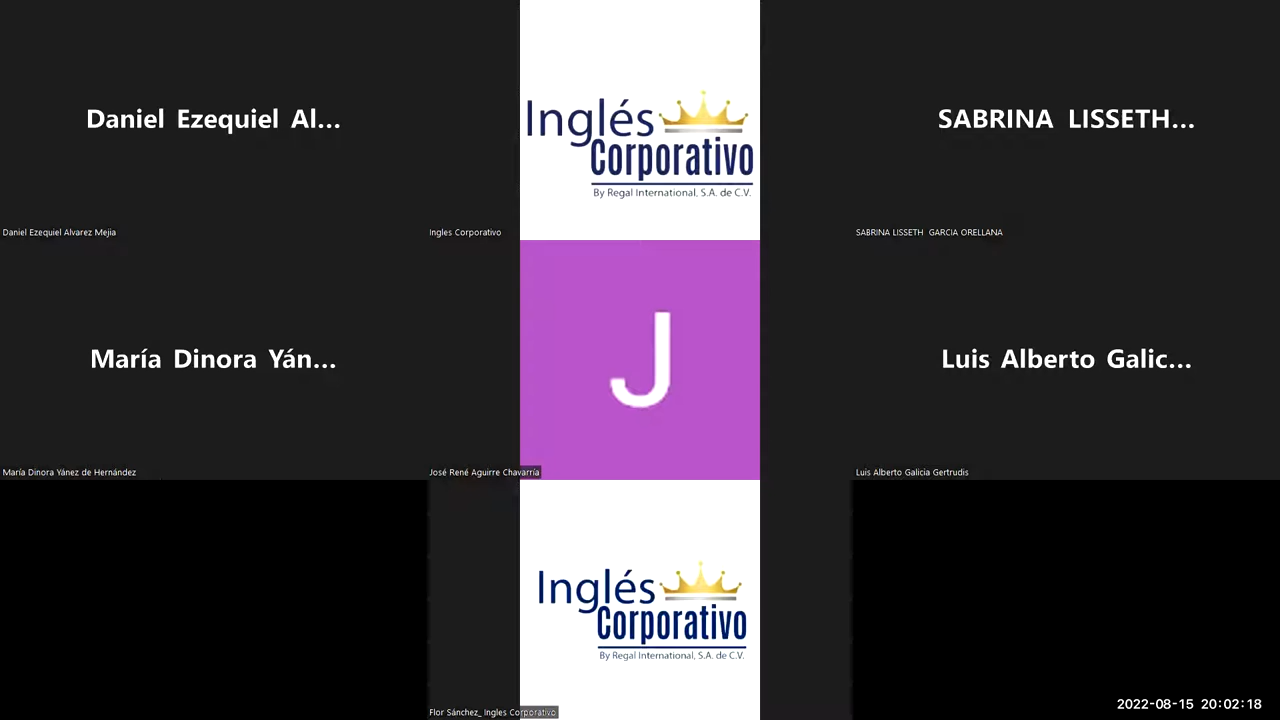 Daniel Ezequiel Al...
Inglés
Corporativo
By Regal International, S.A. de C.V.
SABRINA LISSETH...
Daniel Ezequiel Alvarez Mejia
Ingles Corporativo
SABRINA LISSETH GARCIA ORELLANA
María Dinora Yán...
J
Luis Alberto Galic...
María Dinora Yánez de Hernández
José René Aguirre Chavarría
Luis Alberto Galicia Gertrudis
Inglés
Corporativo
By Regal International, S.A. de C.V.
Flor Sánchez_ Ingles Corporativo
2022-08-15 20:02:18